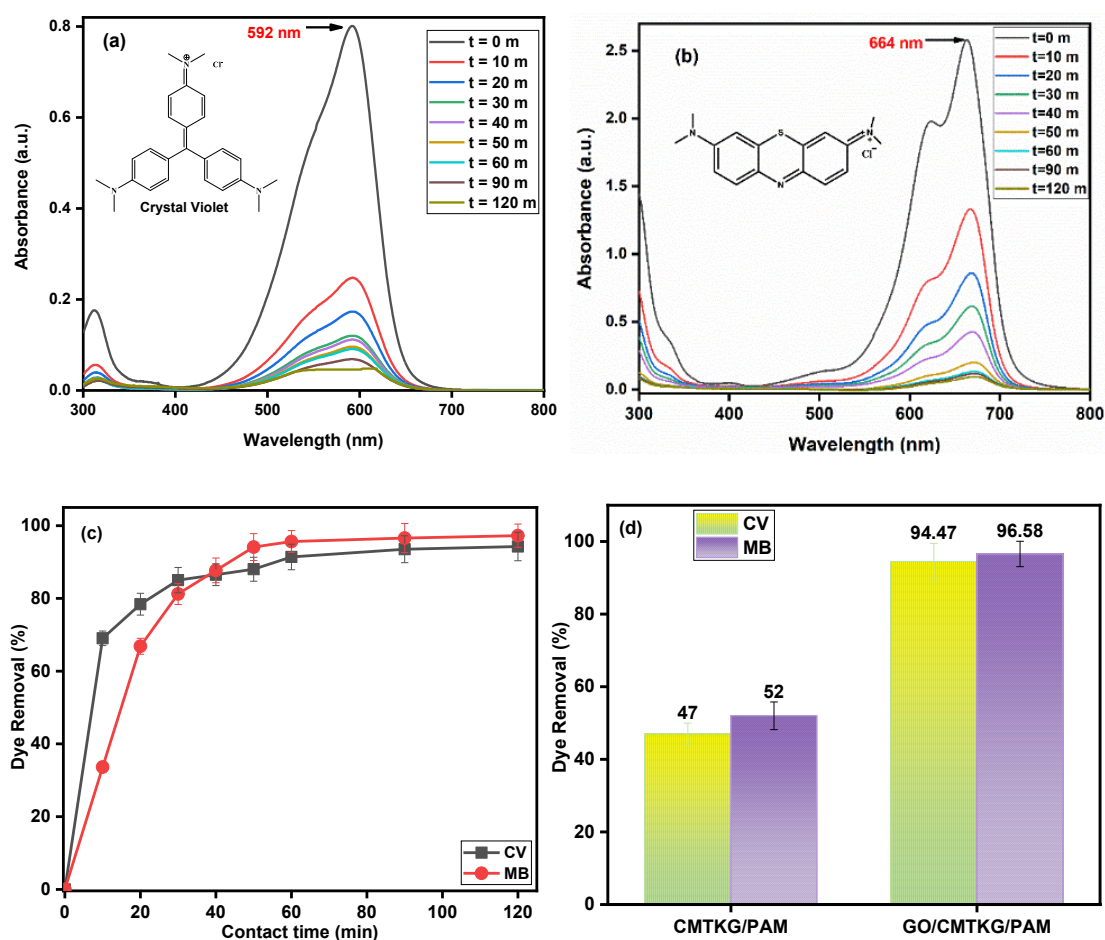 (a)
592 nm
N
⊕
Cl⁻
N
N
Crystal Violet
t = 0 m
t = 10 m
t = 20 m
t = 30 m
t = 40 m
t = 50 m
t = 60 m
t = 90 m
t = 120 m
0.8
0.6
0.4
0.2
0.0
300
400
500
600
700
800
Absorbance (a.u.)
Wavelength (nm)
(b)
664 nm
N
S
N
+
Cl⁻
N
t=0 m
t=10 m
t=20 m
t=30 m
t=40 m
t=50 m
t=60 m
t=90 m
t=120 m
2.5
2.0
1.5
1.0
0.5
0.0
300
400
500
600
700
800
Absorbance (a.u.)
Wavelength (nm)
(c)
100
80
60
40
20
0
0
20
40
60
80
100
120
Dye Removal (%)
Contact time (min)
CV
MB
(d)
CV
MB
47
52
94.47
96.58
100
80
60
40
20
0
Dye Removal (%)
CMTKG/PAM
GO/CMTKG/PAM